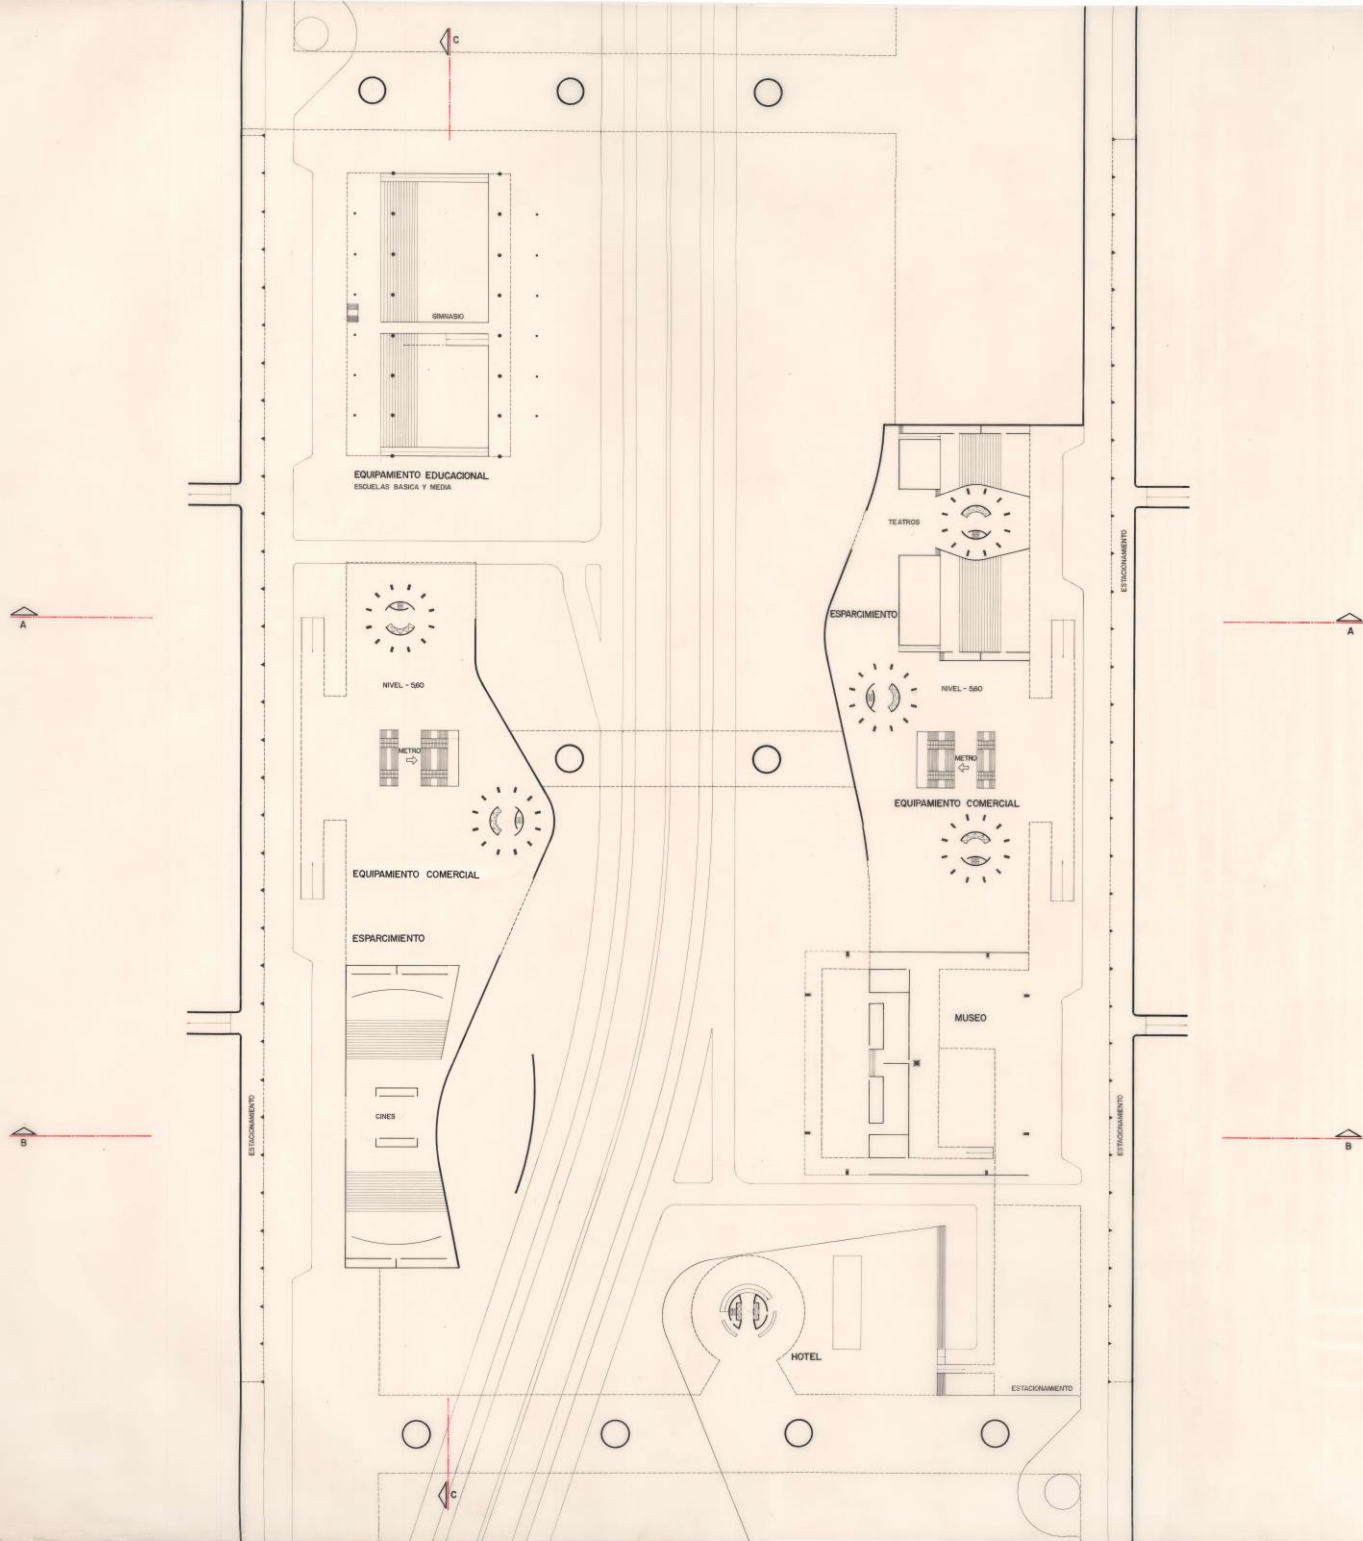 C
GIMNASIO
EQUIPAMIENTO EDUCACIONAL
ESCUELAS BASICA Y MEDIA
TEATROS
ESTACIONAMIENTO
A
ESPARCIMIENTO
A
NIVEL - 5,60
NIVEL - 5,60
METRO
METRO
EQUIPAMIENTO COMERCIAL
EQUIPAMIENTO COMERCIAL
ESPARCIMIENTO
MUSEO
CINES
ESTACIONAMIENTO
ESTACIONAMIENTO
B
B
HOTEL
ESTACIONAMIENTO
C